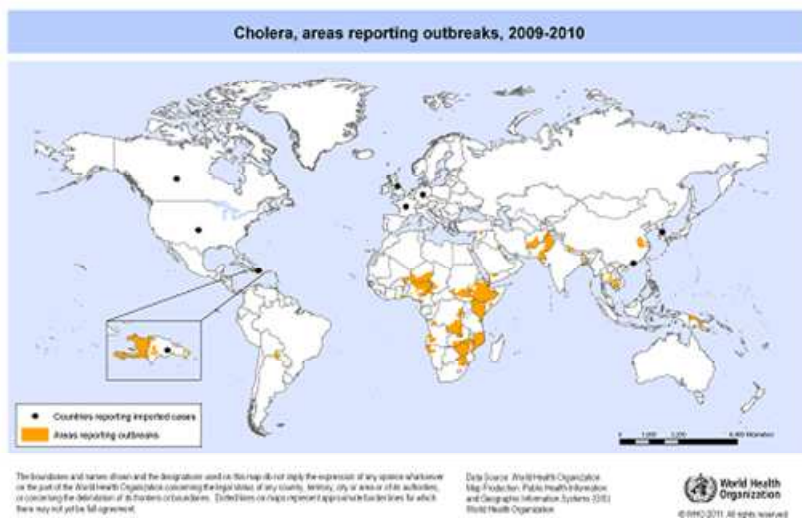 Cholera, areas reporting outbreaks, 2009-2010
Countries reporting imported cases
Areas reporting outbreaks
The boundaries and names shown and the designations used on this map do not imply the expression of any opinion whatsoever
on the part of the World Health Organization concerning the legal status of any country, territory, city or area or of its authorities,
or concerning the delimitation of its frontiers or boundaries. Dotted lines on maps represent approximate border lines for which
there may not yet be full agreement.
Data Source: World Health Organization
Map Production: Public Health Information
and Geographic Information Systems (GIS)
World Health Organization
World Health
Organization
© WHO 2011. All rights reserved